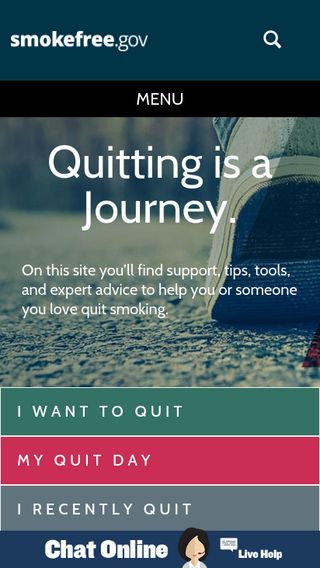 smokefree.gov
MENU
Quitting is a
Journey.
On this site you'll find support, tips, tools,
and expert advice to help you or someone
you love quit smoking.
I WANT TO QUIT
MY QUIT DAY
I RECENTLY QUIT
Chat Online
Live Help